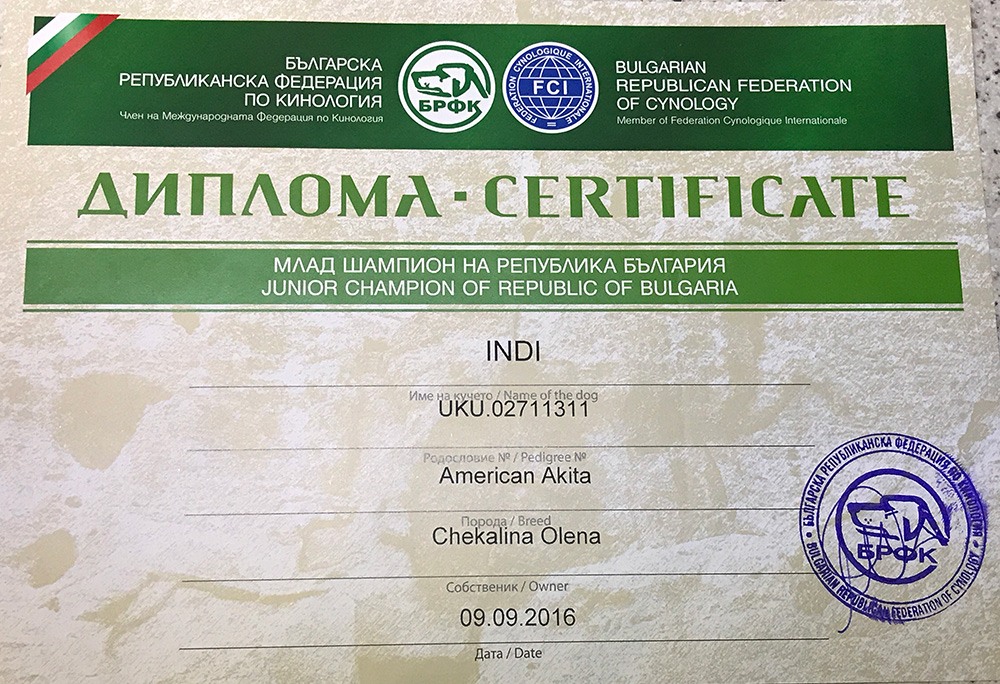 БЪЛГАРСКА
РЕПУБЛИКАНСКА ФЕДЕРАЦИЯ
ПО КИНОЛОГИЯ
Член на Международната Федерация по Кинология
БРФК
FEDERATION CYNOLOGIQUE INTERNATIONALE
FCI
BULGARIAN
REPUBLICAN FEDERATION
OF CYNOLOGY
Member of Federation Cynologique Internationale
ДИПЛОМА · CERTIFICATE
МЛАД ШАМПИОН НА РЕПУБЛИКА БЪЛГАРИЯ
JUNIOR CHAMPION OF REPUBLIC OF BULGARIA
INDI
Име на кучето / Name of the dog
UKU.02711311
Родословие № / Pedigree №
American Akita
Порода / Breed
Chekalina Olena
Собственик / Owner
09.09.2016
Дата / Date
БЪЛГАРСКА РЕПУБЛИКАНСКА ФЕДЕРАЦИЯ ПО КИНОЛОГИЯ
БРФК
BULGARIAN REPUBLICAN FEDERATION OF CYNOLOGY